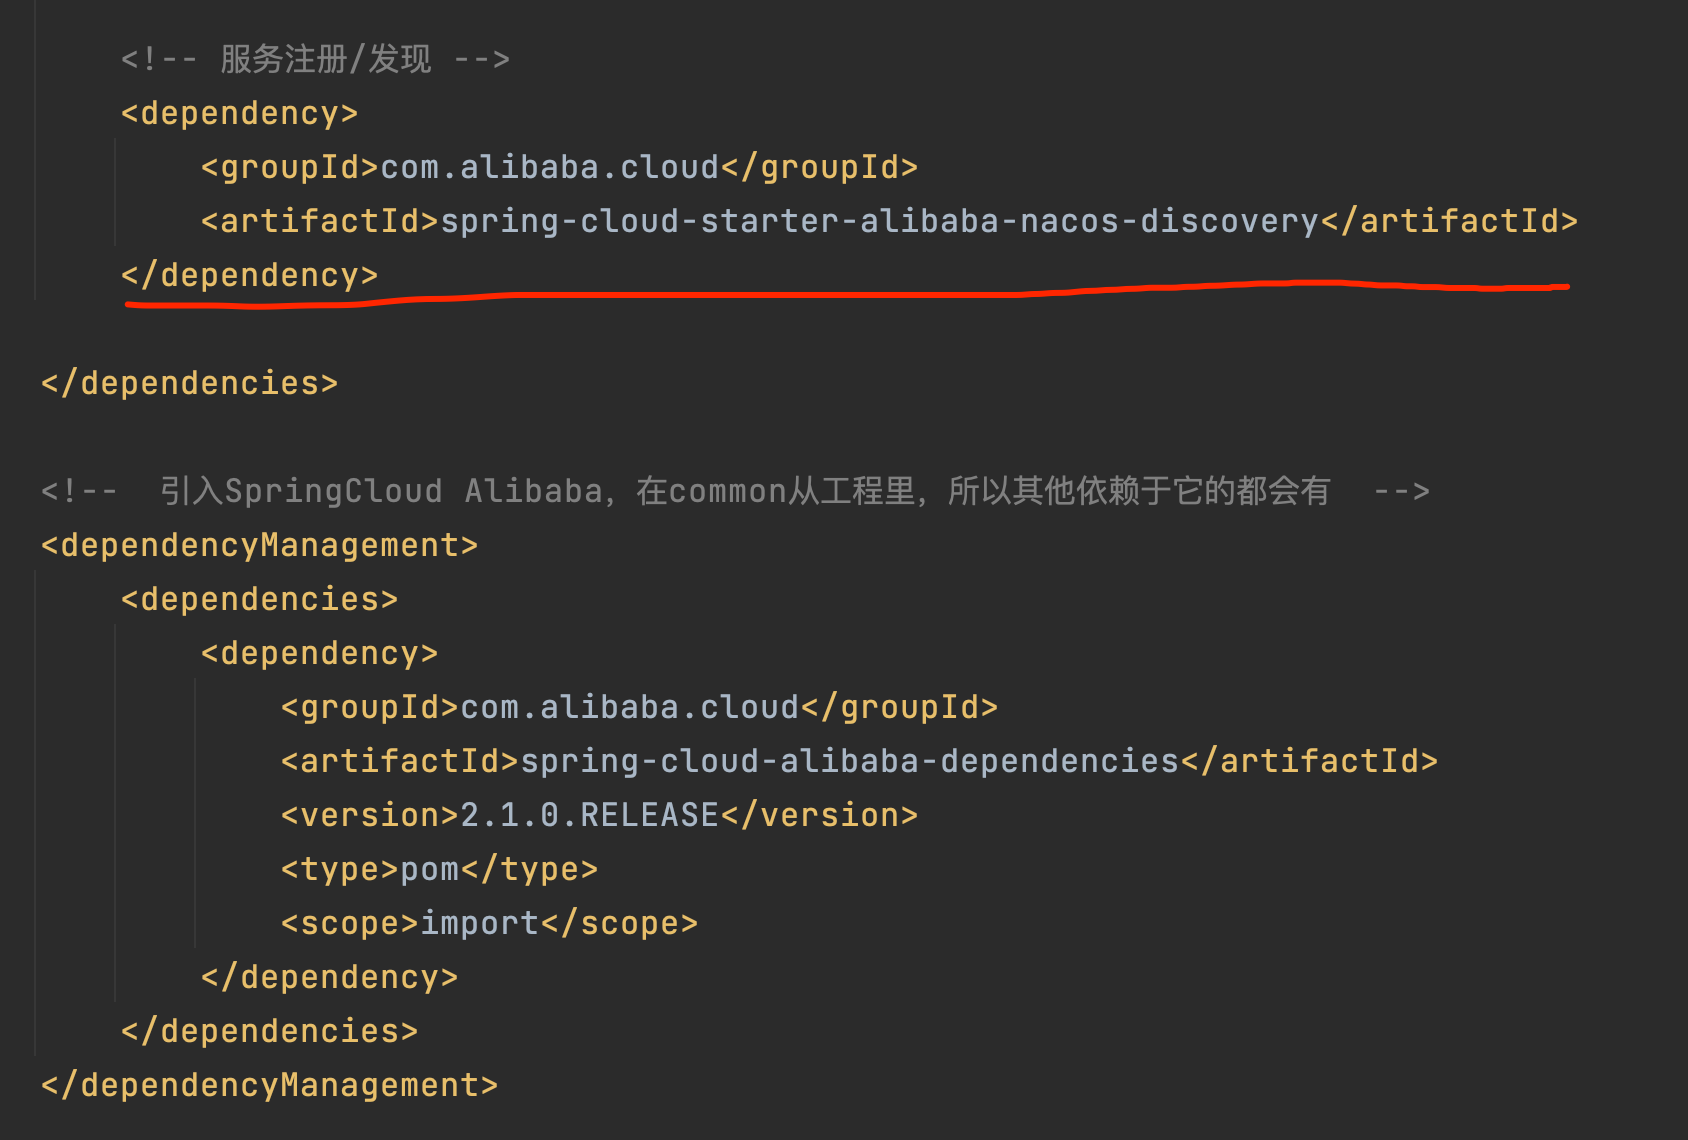 <!-- 服务注册/发现 -->
<dependency>
<groupId>com.alibaba.cloud</groupId>
<artifactId>spring-cloud-starter-alibaba-nacos-discovery</artifactId>
</dependency>
</dependencies>
<!-- 引入SpringCloud Alibaba，在common从工程里，所以其他依赖于它的都会有 -->
<dependencyManagement>
<dependencies>
<dependency>
<groupId>com.alibaba.cloud</groupId>
<artifactId>spring-cloud-alibaba-dependencies</artifactId>
<version>2.1.0.RELEASE</version>
<type>pom</type>
<scope>import</scope>
</dependency>
</dependencies>
</dependencyManagement>